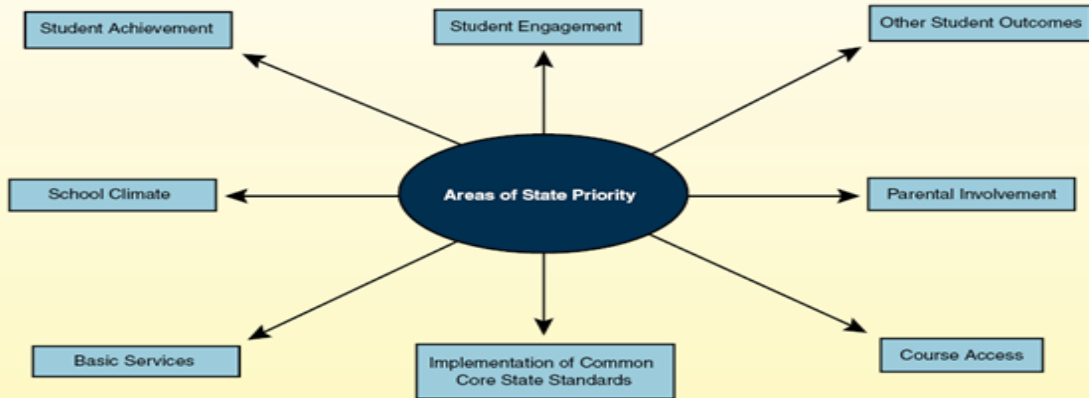 Student Achievement
Student Engagement
Other Student Outcomes
School Climate
Areas of State Priority
Parental Involvement
Basic Services
Implementation of Common
Core State Standards
Course Access